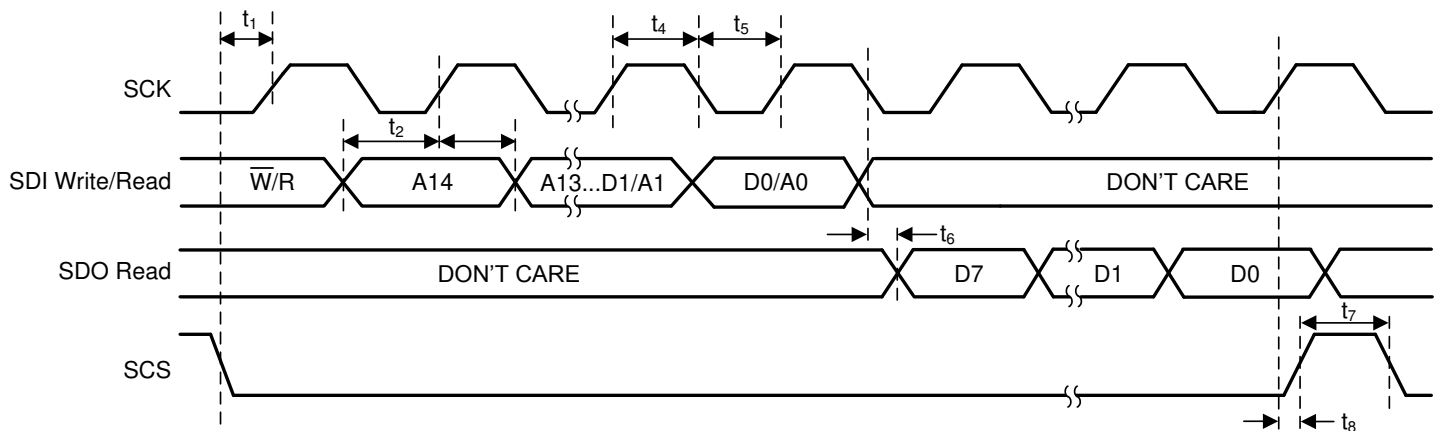 t1 t4 t5
SCK
t2
SDI Write/Read W̅/R A14 A13...D1/A1 D0/A0 DON'T CARE
t6
SDO Read DON'T CARE D7 D1 D0
t7
SCS
t8